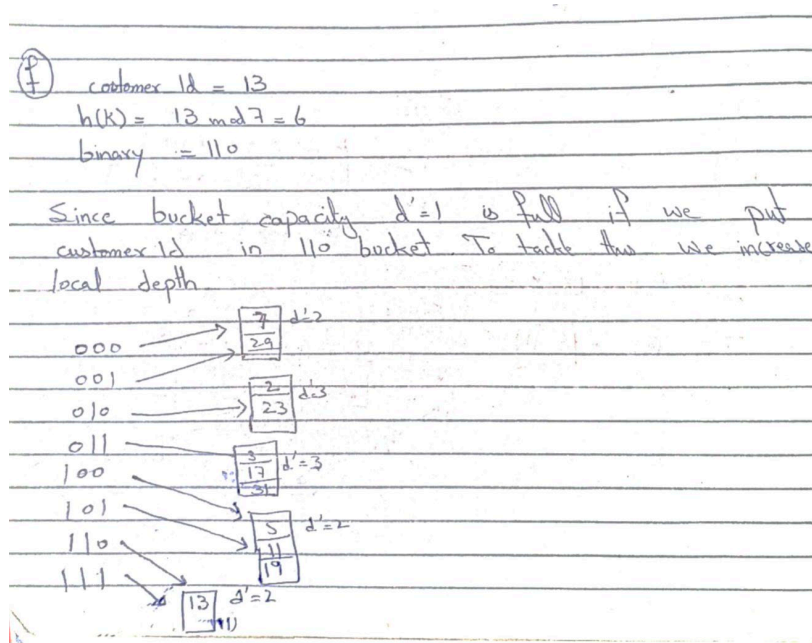 f
costomer Id = 13
h(k) = 13 mod 7 = 6
binary = 110
Since bucket capacity d'=1 is full if we put
customer Id in 110 bucket. To tackle this we increase
local depth.
7 d'=2
000 29
001
2 d'=3
010 23
011
3
17 d'=3
31
100
101
5 d'=2
11
19
110
111
13 d'=2